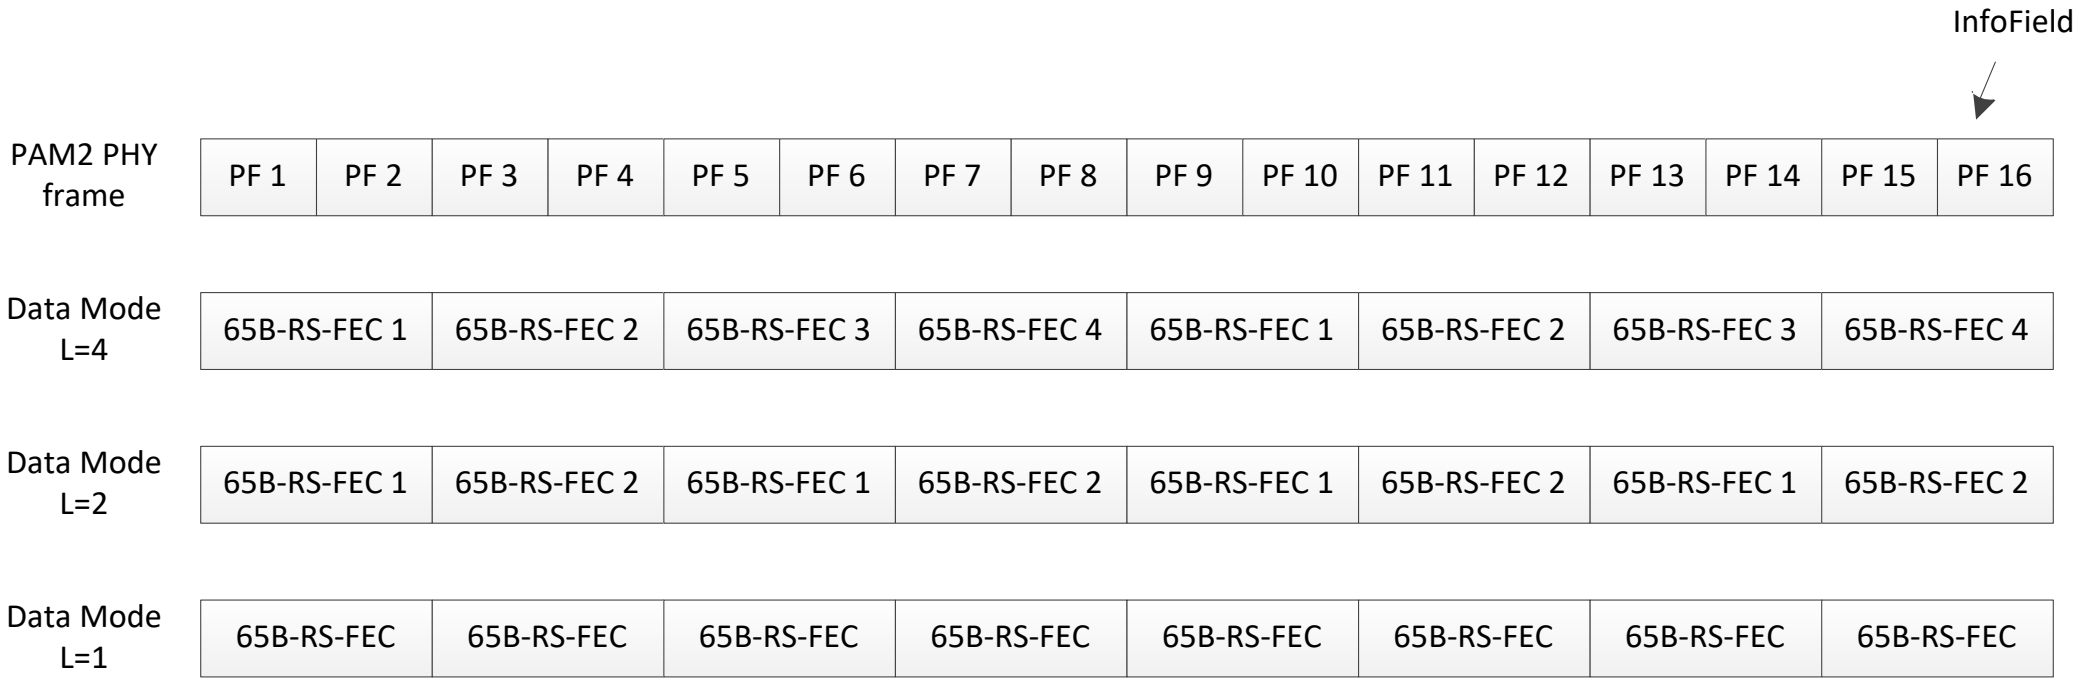 InfoField
PAM2 PHY
frame
PF 1 PF 2 PF 3 PF 4 PF 5 PF 6 PF 7 PF 8 PF 9 PF 10 PF 11 PF 12 PF 13 PF 14 PF 15 PF 16
Data Mode
L=4
65B-RS-FEC 1 65B-RS-FEC 2 65B-RS-FEC 3 65B-RS-FEC 4 65B-RS-FEC 1 65B-RS-FEC 2 65B-RS-FEC 3 65B-RS-FEC 4
Data Mode
L=2
65B-RS-FEC 1 65B-RS-FEC 2 65B-RS-FEC 1 65B-RS-FEC 2 65B-RS-FEC 1 65B-RS-FEC 2 65B-RS-FEC 1 65B-RS-FEC 2
Data Mode
L=1
65B-RS-FEC 65B-RS-FEC 65B-RS-FEC 65B-RS-FEC 65B-RS-FEC 65B-RS-FEC 65B-RS-FEC 65B-RS-FEC